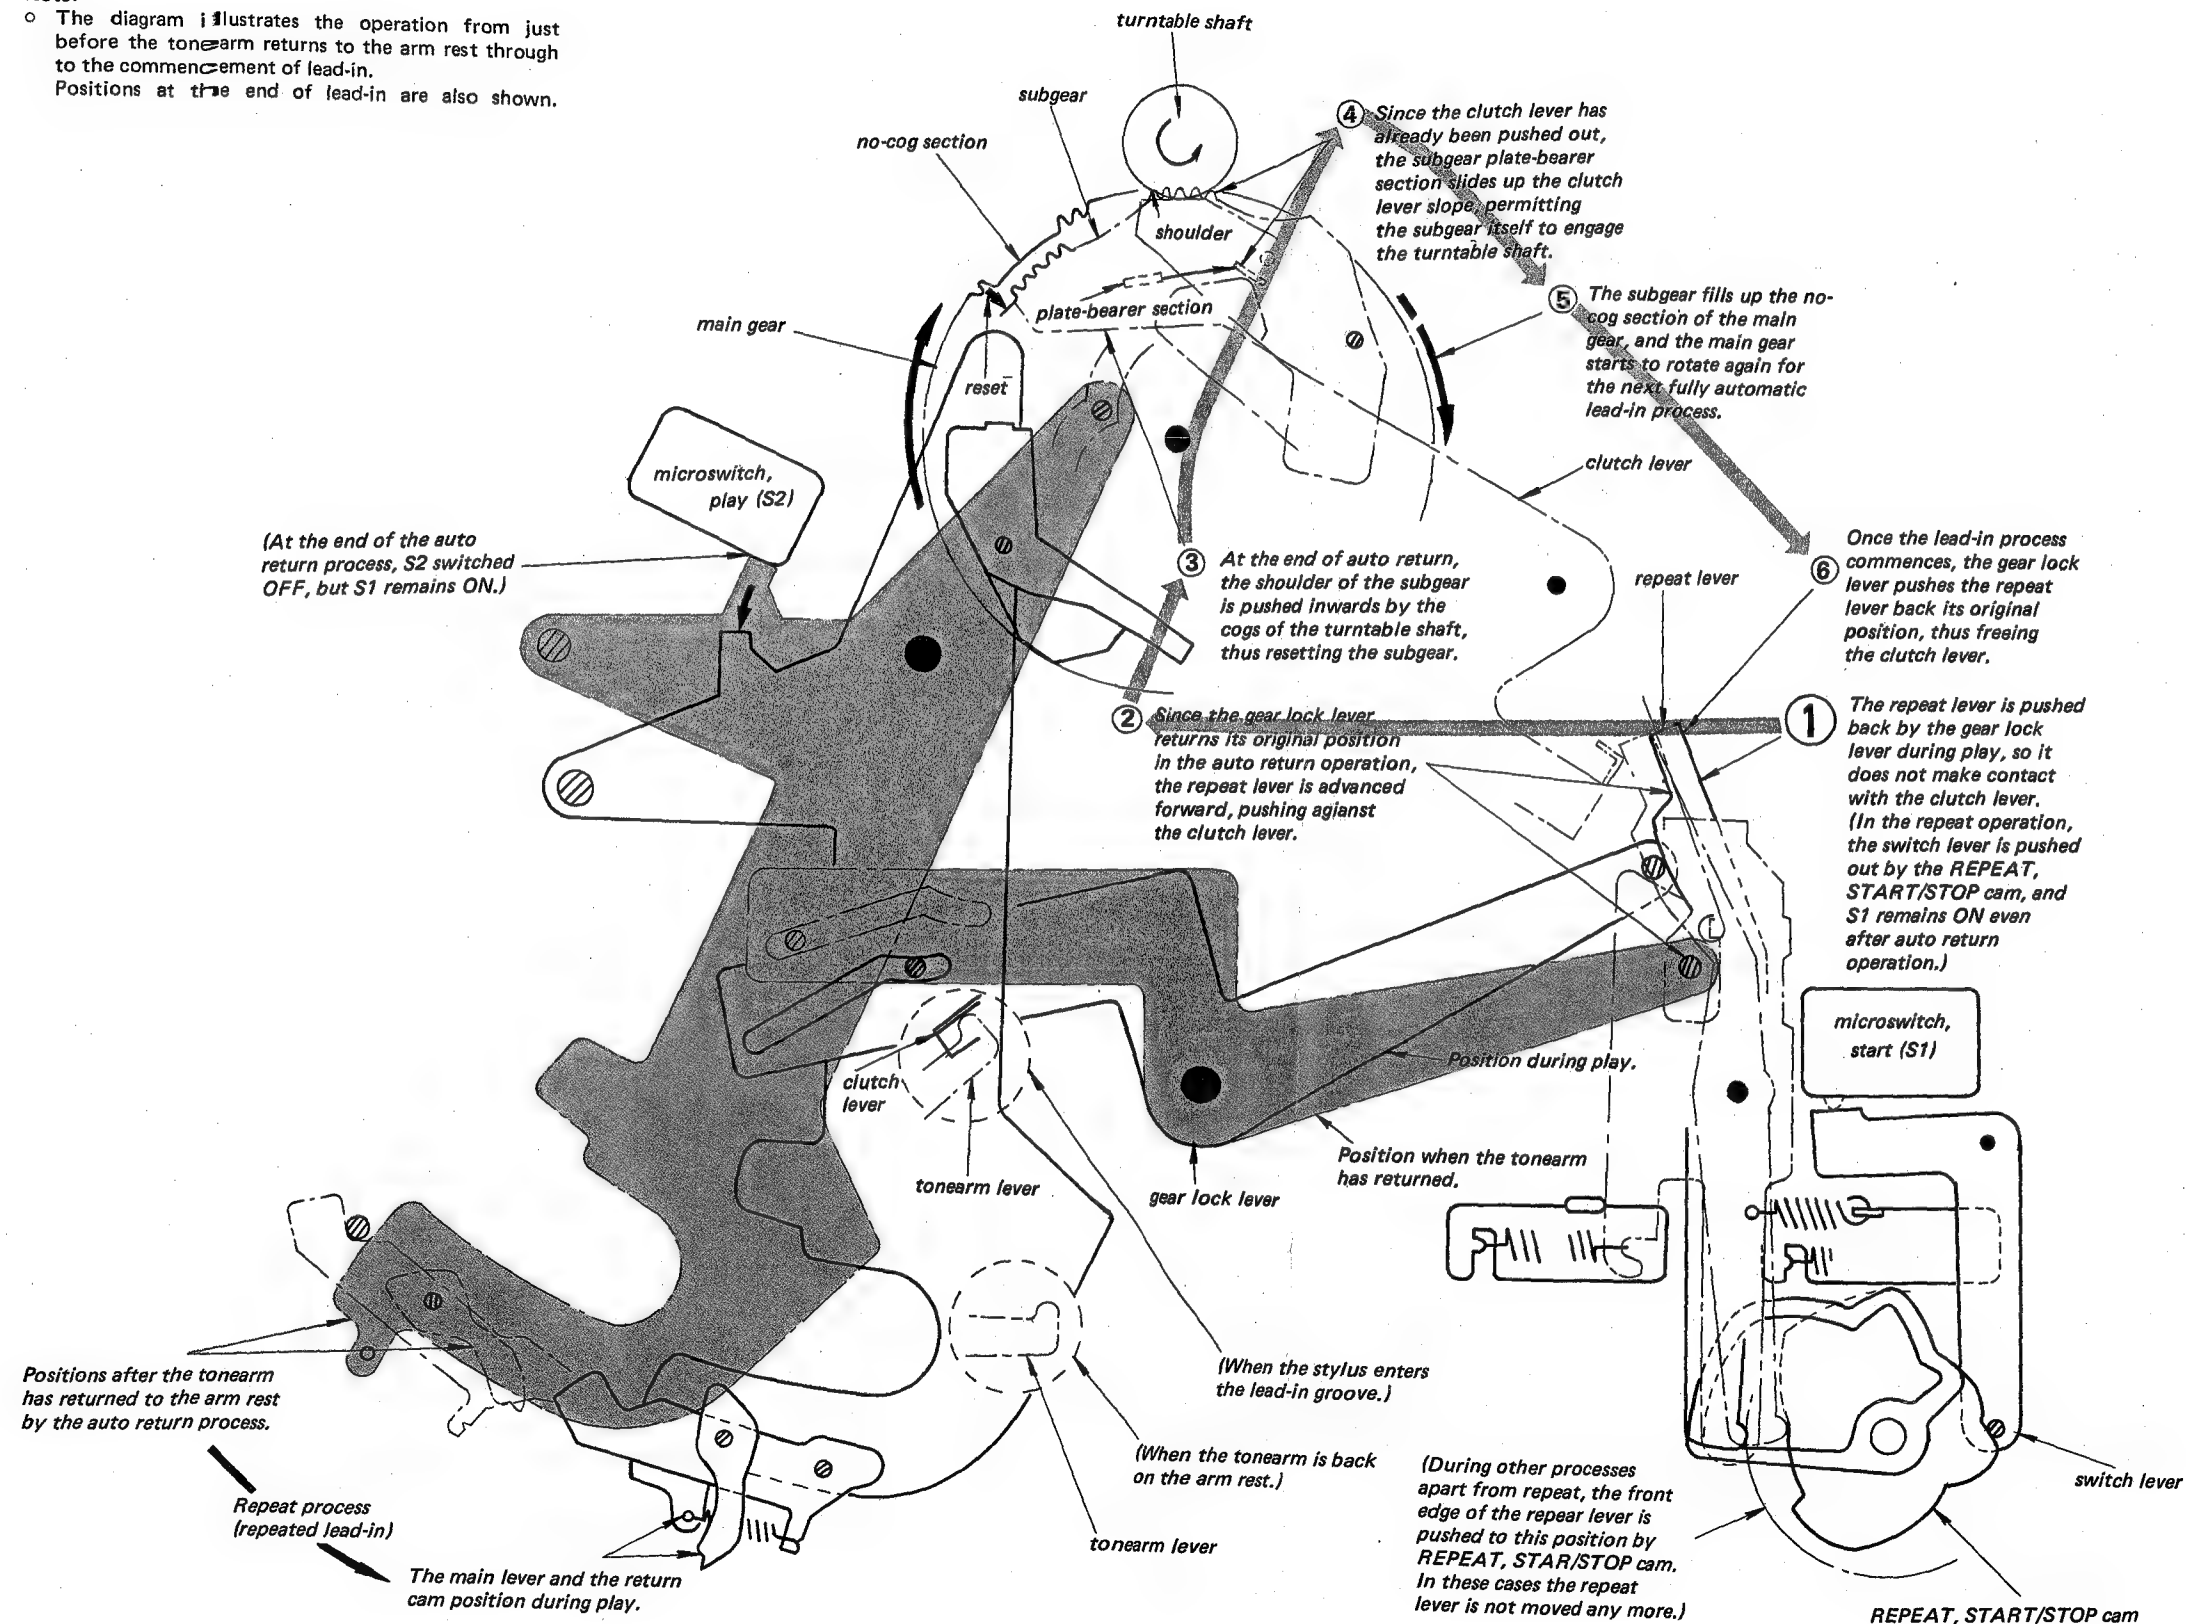 o The diagram illustrates the operation from just
before the tonearm returns to the arm rest through
to the commencement of lead-in.
Positions at the end of lead-in are also shown.
turntable shaft
subgear
no-cog section
④ Since the clutch lever has
already been pushed out,
the subgear plate-bearer
section slides up the clutch
lever slope, permitting
the subgear itself to engage
the turntable shaft.
shoulder
plate-bearer section
⑤ The subgear fills up the no-
cog section of the main
gear, and the main gear
starts to rotate again for
the next fully automatic
lead-in process.
main gear
reset
clutch lever
microswitch,
play (S2)
(At the end of the auto
return process, S2 switched
OFF, but S1 remains ON.)
③ At the end of auto return,
the shoulder of the subgear
is pushed inwards by the
cogs of the turntable shaft,
thus resetting the subgear.
repeat lever
⑥ Once the lead-in process
commences, the gear lock
lever pushes the repeat
lever back its original
position, thus freeing
the clutch lever.
② Since the gear lock lever
returns its original position
in the auto return operation,
the repeat lever is advanced
forward, pushing agianst
the clutch lever.
① The repeat lever is pushed
back by the gear lock
lever during play, so it
does not make contact
with the clutch lever.
(In the repeat operation,
the switch lever is pushed
out by the REPEAT,
START/STOP cam, and
S1 remains ON even
after auto return
operation.)
microswitch,
start (S1)
Position during play.
clutch
lever
tonearm lever
gear lock lever
Position when the tonearm
has returned.
Positions after the tonearm
has returned to the arm rest
by the auto return process.
(When the stylus enters
the lead-in groove.)
(When the tonearm is back
on the arm rest.)
Repeat process
(repeated lead-in)
The main lever and the return
cam position during play.
tonearm lever
(During other processes
apart from repeat, the front
edge of the repear lever is
pushed to this position by
REPEAT, STAR/STOP cam.
In these cases the repeat
lever is not moved any more.)
switch lever
REPEAT, START/STOP cam